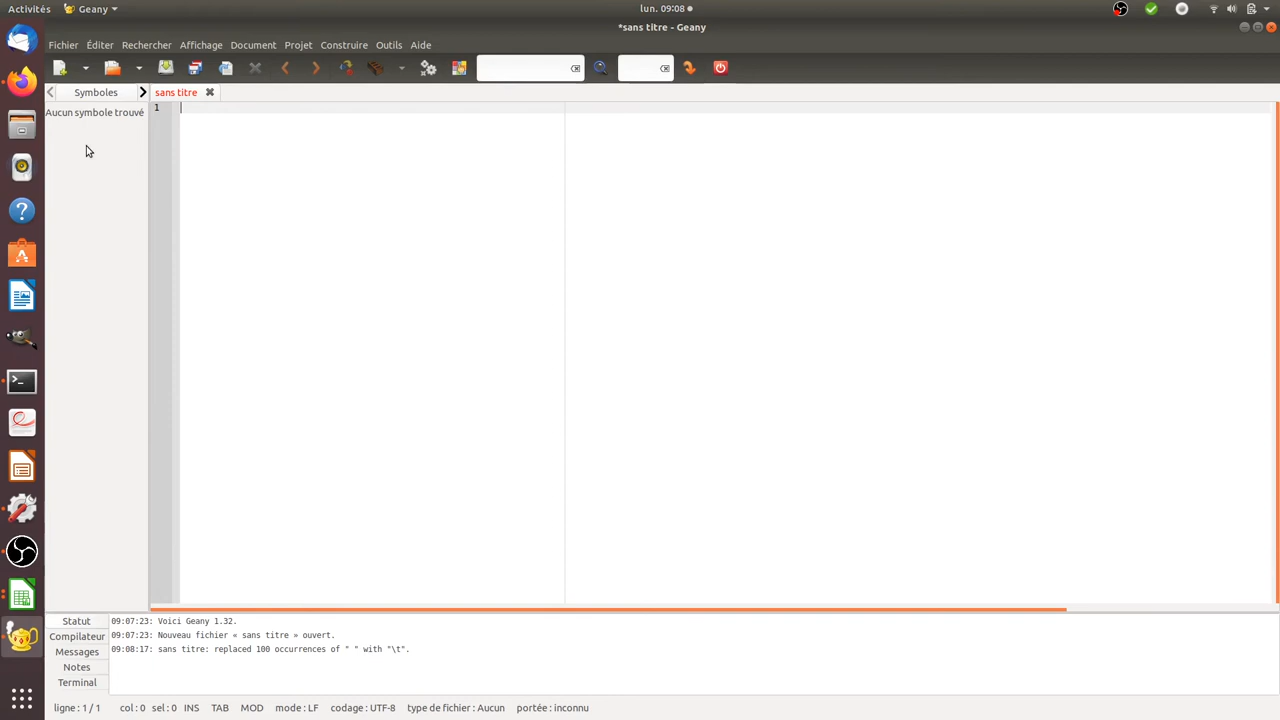 Activités
Geany
lun. 09:08
*sans titre - Geany
Fichier Éditer Rechercher Affichage Document Projet Construire Outils Aide
Symboles
sans titre
Aucun symbole trouvé
1
Statut
Compilateur
Messages
Notes
Terminal
09:07:23: Voici Geany 1.32.
09:07:23: Nouveau fichier « sans titre » ouvert.
09:08:17: sans titre: replaced 100 occurrences of " " with "\t".
ligne : 1 / 1 col : 0 sel : 0 INS TAB MOD mode : LF codage : UTF-8 type de fichier : Aucun portée : inconnu